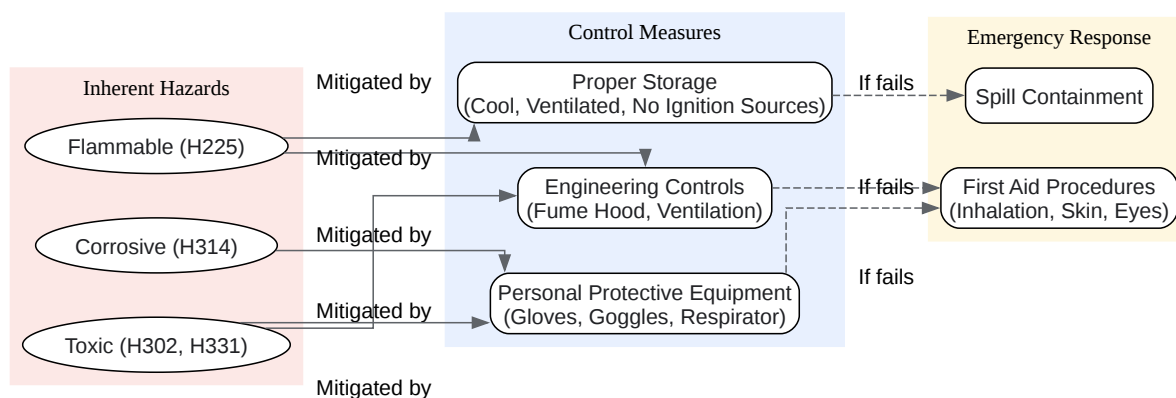 Control Measures
Emergency Response
Inherent Hazards
Mitigated by
Proper Storage
(Cool, Ventilated, No Ignition Sources)
If fails
Spill Containment
Flammable (H225)
Mitigated by
Engineering Controls
(Fume Hood, Ventilation)
If fails
First Aid Procedures
(Inhalation, Skin, Eyes)
Corrosive (H314)
Mitigated by
If fails
Personal Protective Equipment
(Gloves, Goggles, Respirator)
Mitigated by
Toxic (H302, H331)
Mitigated by